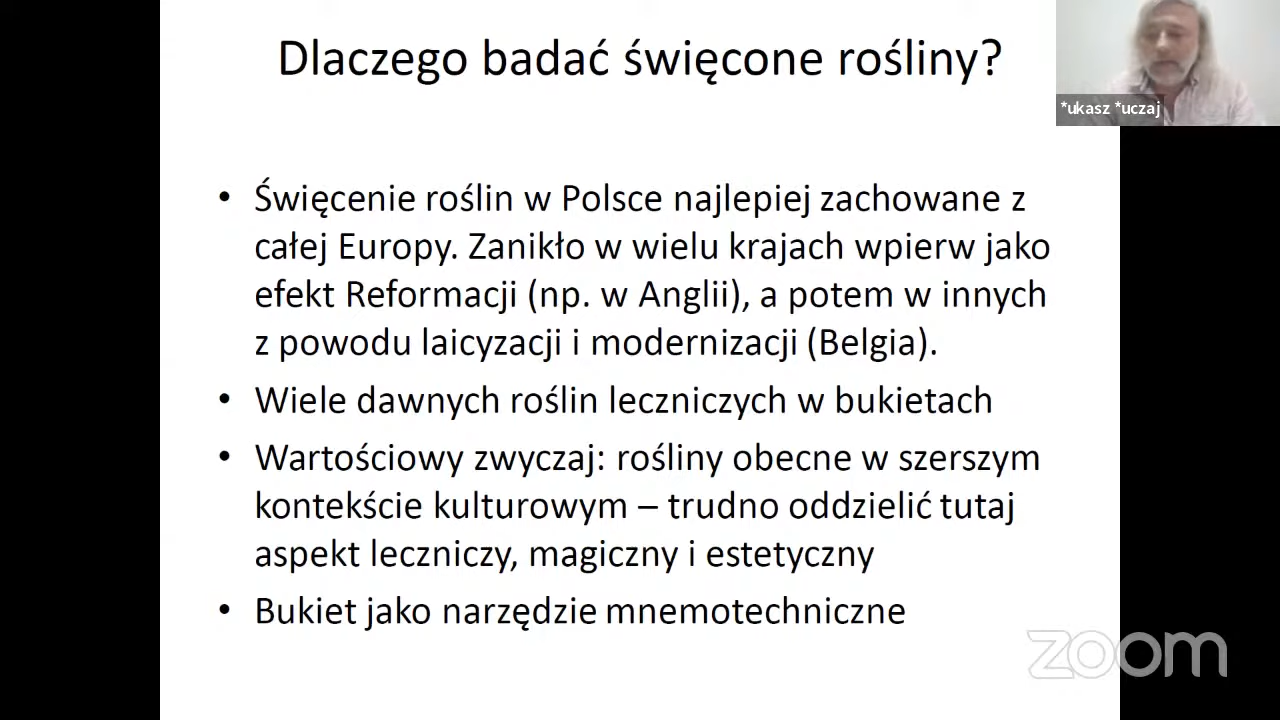 Dlaczego badać święcone rośliny?
*ukasz *uczaj
• Święcenie roślin w Polsce najlepiej zachowane z
całej Europy. Zanikło w wielu krajach wpierw jako
efekt Reformacji (np. w Anglii), a potem w innych
z powodu laicyzacji i modernizacji (Belgia).
• Wiele dawnych roślin leczniczych w bukietach
• Wartościowy zwyczaj: rośliny obecne w szerszym
kontekście kulturowym – trudno oddzielić tutaj
aspekt leczniczy, magiczny i estetyczny
• Bukiet jako narzędzie mnemotechniczne
zoom